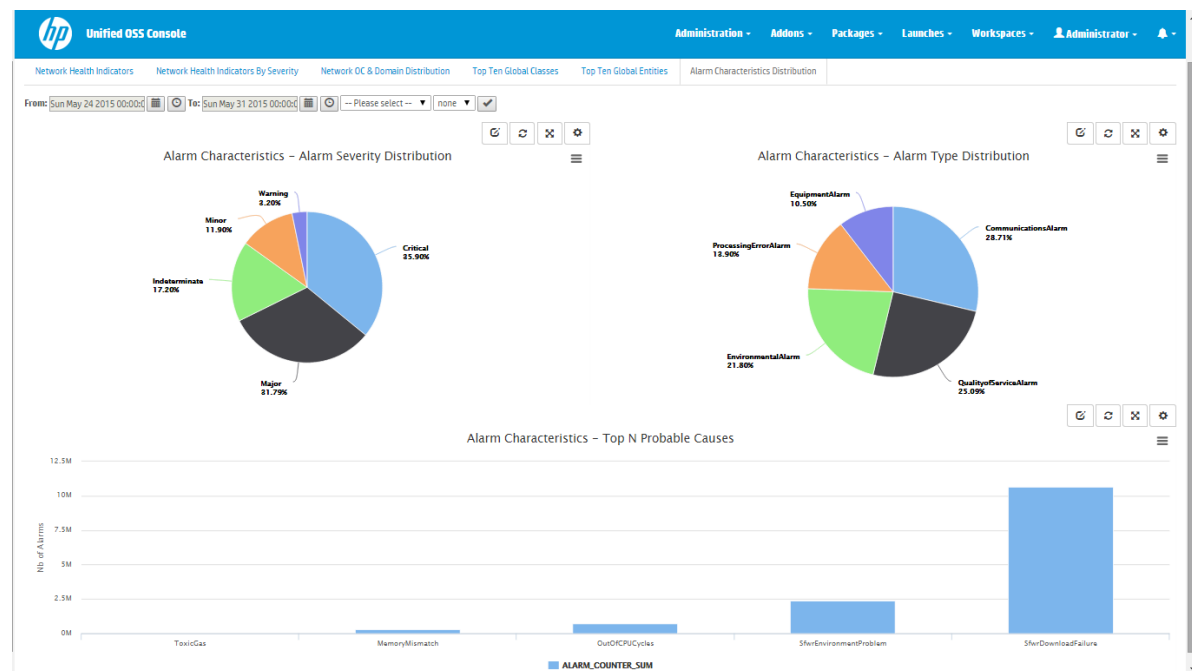 hp Unified OSS Console Administration Addons Packages Launches Workspaces Administrator
Network Health Indicators Network Health Indicators By Severity Network OC & Domain Distribution Top Ten Global Classes Top Ten Global Entities Alarm Characteristics Distribution
From: Sun May 24 2015 00:00:0 To: Sun May 31 2015 00:00:0 -- Please select -- none
Alarm Characteristics - Alarm Severity Distribution
Warning
3.20%
Minor
11.90%
Critical
35.90%
Indeterminate
17.20%
Major
31.79%
Alarm Characteristics - Alarm Type Distribution
EquipmentAlarm
10.50%
CommunicationsAlarm
28.71%
ProcessingErrorAlarm
13.90%
EnvironmentalAlarm
21.80%
QualityofServiceAlarm
25.09%
Alarm Characteristics - Top N Probable Causes
Nb of Alarms
12.5M
10M
7.5M
5M
2.5M
0M
ToxicGas MemoryMismatch OutOfCPUCycles SfwrEnvironmentProblem SfwrDownloadFailure
ALARM_COUNTER_SUM